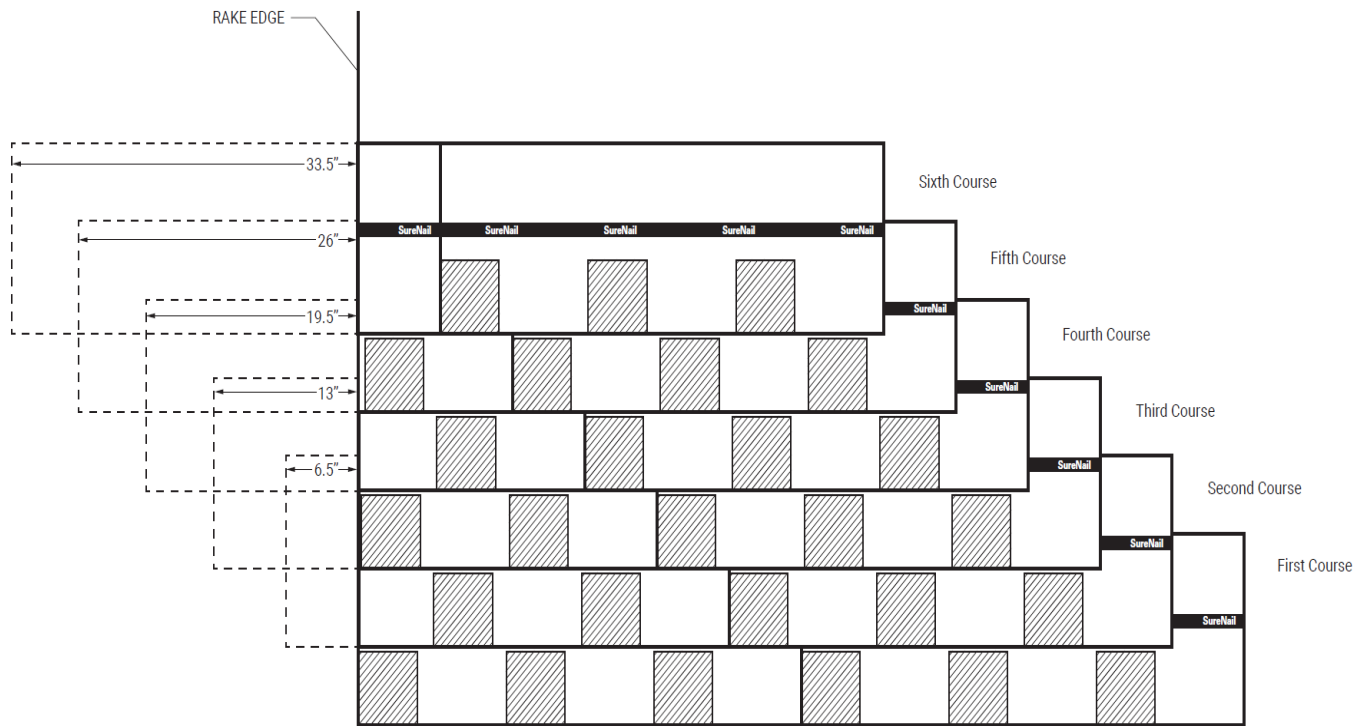 RAKE EDGE
33.5”
Sixth Course
SureNail SureNail SureNail SureNail SureNail
26”
Fifth Course
19.5”
SureNail
Fourth Course
13”
SureNail
Third Course
6.5”
SureNail
Second Course
SureNail
First Course
SureNail